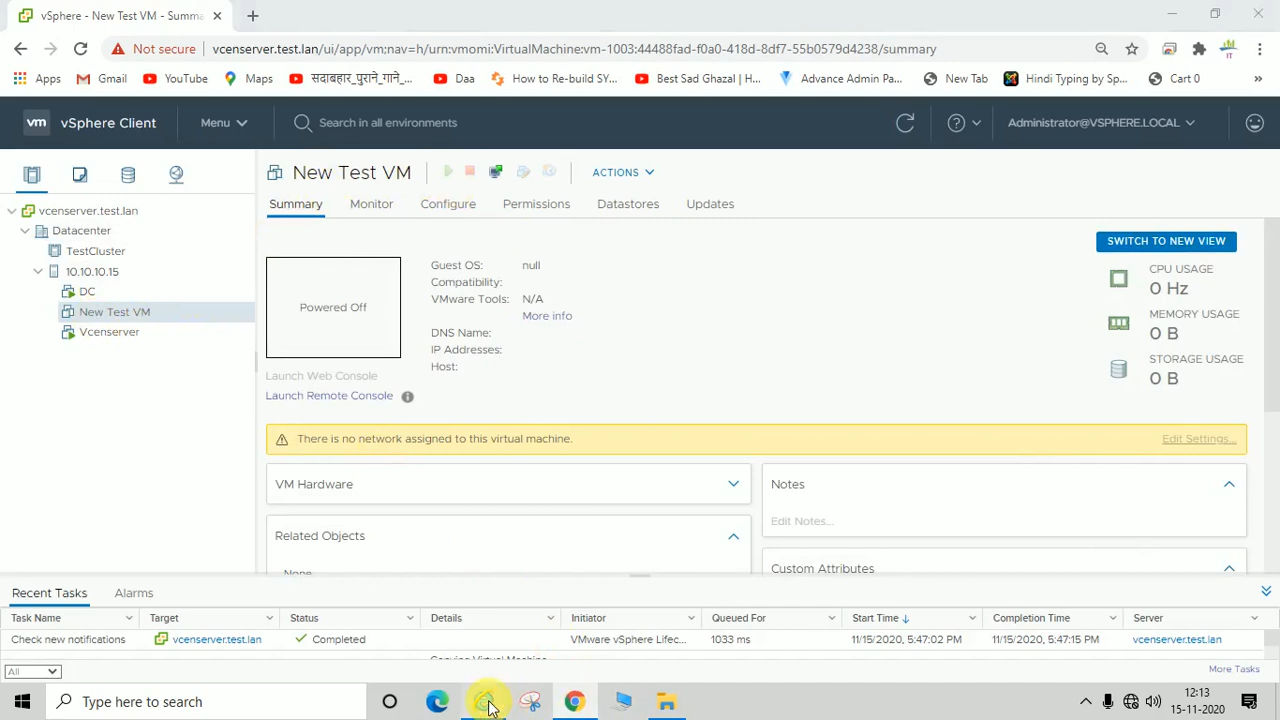 vSphere - New Test VM - Summa
Not secure
vcenserver.test.lan/ui/app/vm;nav=h/urn:vmomi:VirtualMachine:vm-1003:44488fad-f0a0-418d-8df7-55b0579d4238/summary
Apps
Gmail
YouTube
Maps
सदाबहार_पुराने_गाने_...
Daa
How to Re-build SY...
Best Sad Ghazal | H...
Advance Admin Pa...
New Tab
Hindi Typing by Sp...
Cart 0
»
vm
vSphere Client
Menu
Search in all environments
Administrator@VSPHERE.LOCAL
New Test VM
ACTIONS
Summary
Monitor
Configure
Permissions
Datastores
Updates
vcenserver.test.lan
Datacenter
TestCluster
10.10.10.15
DC
New Test VM
Vcenserver
Powered Off
Launch Web Console
Launch Remote Console
Guest OS: null
Compatibility:
VMware Tools: N/A
More info
DNS Name:
IP Addresses:
Host:
SWITCH TO NEW VIEW
CPU USAGE
0 Hz
MEMORY USAGE
0 B
STORAGE USAGE
0 B
There is no network assigned to this virtual machine.
Edit Settings...
VM Hardware
Notes
Edit Notes...
Related Objects
None
Custom Attributes
Recent Tasks
Alarms
Task Name Target Status Details Initiator Queued For Start Time ↓ Completion Time Server
Check new notifications vcenserver.test.lan Completed VMware vSphere Lifec... 1033 ms 11/15/2020, 5:47:02 PM 11/15/2020, 5:47:15 PM vcenserver.test.lan
Copying Virtual Machine
All
More Tasks
Type here to search
12:13
15-11-2020